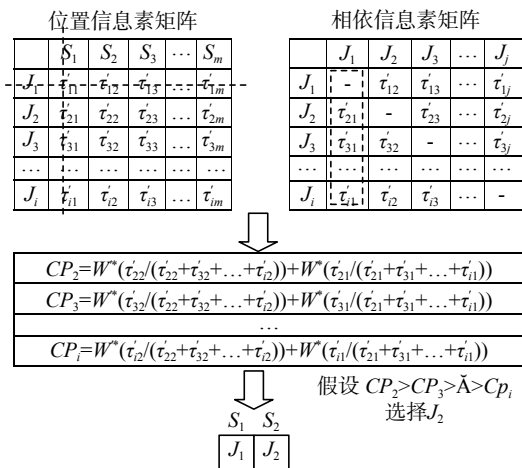 位置信息素矩阵
S1 S2 S3 … Sm
J1 τ′11 τ′12 τ′13 … τ′1m
J2 τ′21 τ′22 τ′23 … τ′2m
J3 τ′31 τ′32 τ′33 … τ′3m
… … … … … …
Ji τ′i1 τ′i2 τ′i3 … τ′im
相依信息素矩阵
J1 J2 J3 … Jj
J1 - τ′12 τ′13 … τ′1j
J2 τ′21 - τ′23 … τ′2j
J3 τ′31 τ′32 - … τ′3j
… … … … … …
Ji τ′i1 τ′i2 τ′i3 … -
CP2=W*(τ′22/(τ′22+τ′32+…+τ′i2))+W*(τ′21/(τ′21+τ′31+…+τ′i1))
CP3=W*(τ′32/(τ′22+τ′32+…+τ′i2))+W*(τ′31/(τ′21+τ′31+…+τ′i1))
…
CPi=W*(τ′i2/(τ′22+τ′32+…+τ′i2))+W*(τ′i1/(τ′21+τ′31+…+τ′i1))
假设 CP2>CP3>Ă>Cpi
选择J2
S1 S2
J1 J2